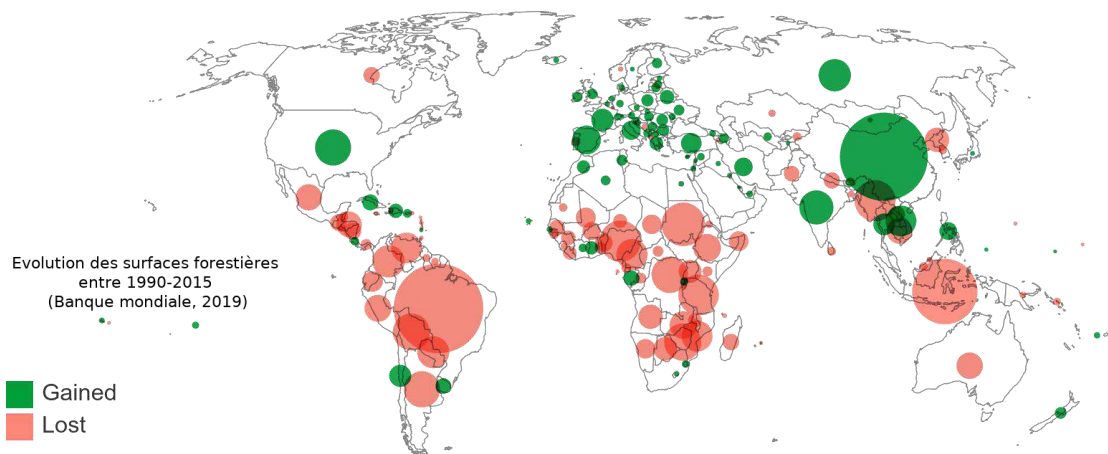 Evolution des surfaces forestières
entre 1990-2015
(Banque mondiale, 2019)
Gained
Lost